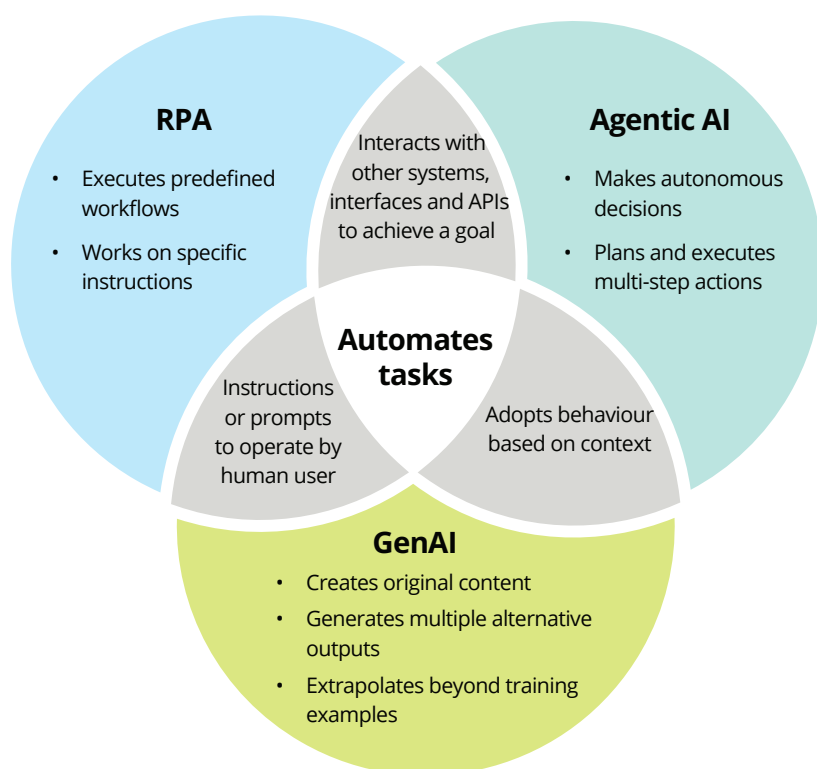 RPA
• Executes predefined
workflows
• Works on specific
instructions
Interacts with
other systems,
interfaces and APIs
to achieve a goal
Agentic AI
• Makes autonomous
decisions
• Plans and executes
multi-step actions
Automates
tasks
Instructions
or prompts
to operate by
human user
Adopts behaviour
based on context
GenAI
• Creates original content
• Generates multiple alternative
outputs
• Extrapolates beyond training
examples